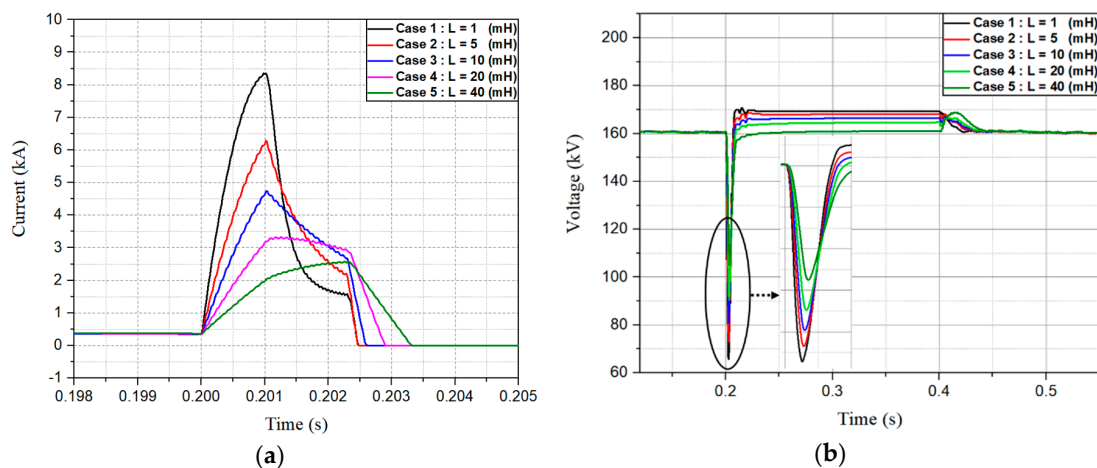 10
9
8
7
6
5
4
3
2
1
0
-1
Current (kA)
0.198 0.199 0.200 0.201 0.202 0.203 0.204 0.205
Time (s)
Case 1 : L = 1 (mH)
Case 2 : L = 5 (mH)
Case 3 : L = 10 (mH)
Case 4 : L = 20 (mH)
Case 5 : L = 40 (mH)
(a)
200
180
160
140
120
100
80
60
Voltage (kV)
0.2 0.3 0.4 0.5
Time (s)
Case 1 : L = 1 (mH)
Case 2 : L = 5 (mH)
Case 3 : L = 10 (mH)
Case 4 : L = 20 (mH)
Case 5 : L = 40 (mH)
(b)